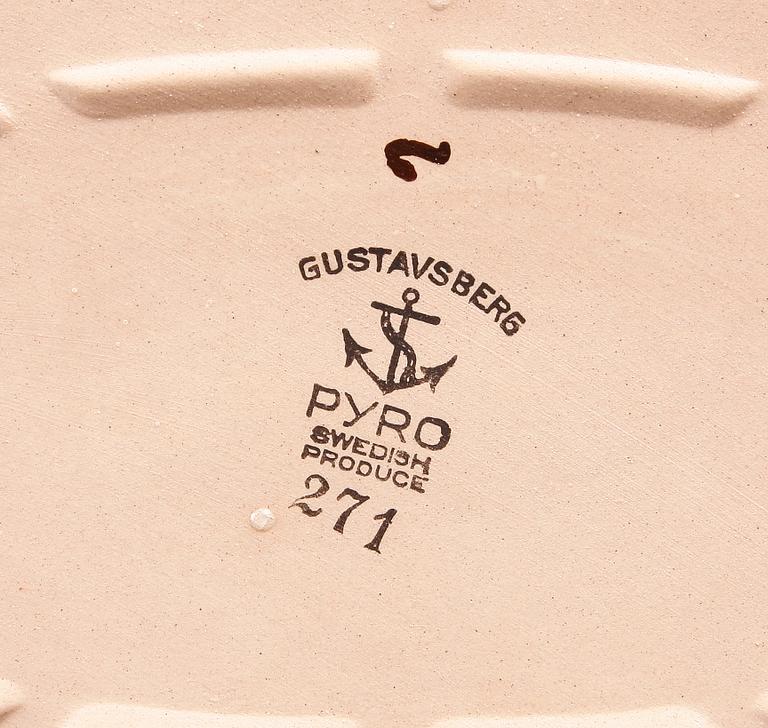 GUSTAVSBERG
PYRO
SWEDISH
PRODUCE
271